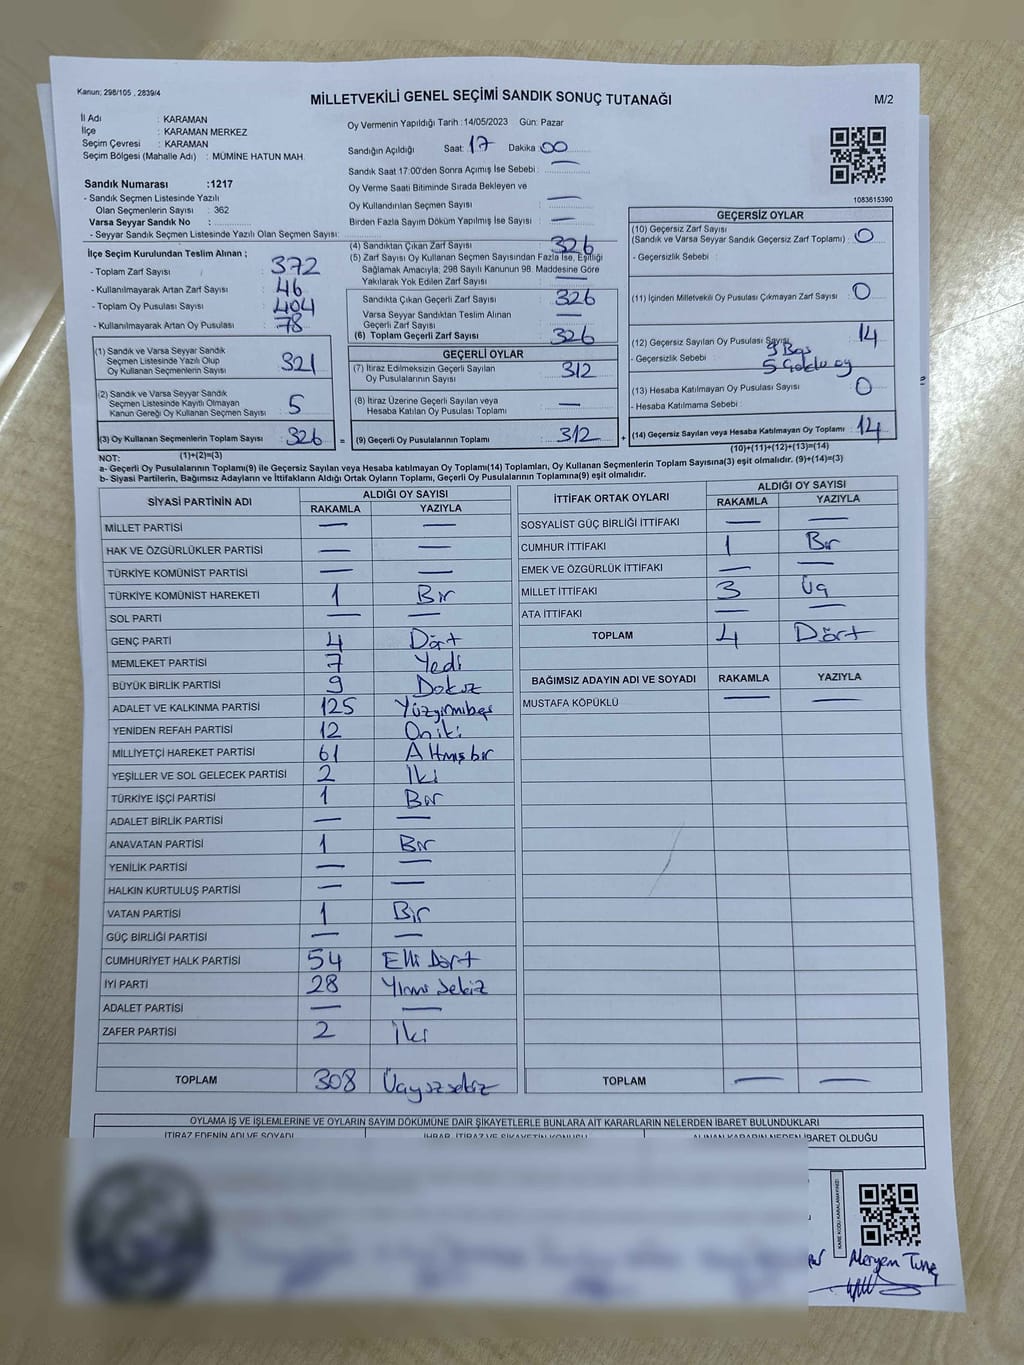 Kanun; 298/105 , 2839/4
MİLLETVEKİLİ GENEL SEÇİMİ SANDIK SONUÇ TUTANAĞI
M/2
İl Adı : KARAMAN
İlçe : KARAMAN MERKEZ
Seçim Çevresi : KARAMAN
Seçim Bölgesi (Mahalle Adı) : MÜMİNE HATUN MAH.
Sandık Numarası :1217
- Sandık Seçmen Listesinde Yazılı
Olan Seçmenlerin Sayısı : 362
Varsa Seyyar Sandık No :
- Seyyar Sandık Seçmen Listesinde Yazılı Olan Seçmen Sayısı:
Oy Vermenin Yapıldığı Tarih :14/05/2023 Gün: Pazar
Sandığın Açıldığı Saat: 17 Dakika 00
Sandık Saat 17:00'den Sonra Açımış İse Sebebi : —
Oy Verme Saati Bitiminde Sırada Bekleyen ve
Oy Kullandırılan Seçmen Sayısı : —
Birden Fazla Sayım Döküm Yapılmış İse Sayısı : —
1083615390
İlçe Seçim Kurulundan Teslim Alınan ;
- Toplam Zarf Sayısı : 372
- Kullanılmayarak Artan Zarf Sayısı : 46
- Toplam Oy Pusulası Sayısı : 404
- Kullanılmayarak Artan Oy Pusulası : 78
(1) Sandık ve Varsa Seyyar Sandık
Seçmen Listesinde Yazılı Olup
Oy Kullanan Seçmenlerin Sayısı : 321
(2) Sandık ve Varsa Seyyar Sandık
Seçmen Listesinde Kayıtlı Olmayan
Kanun Gereği Oy Kullanan Seçmen Sayısı : 5
(3) Oy Kullanan Seçmenlerin Toplam Sayısı : 326 =
(1)+(2)=(3)
(4) Sandıktan Çıkan Zarf Sayısı : 326
(5) Zarf Sayısı Oy Kullanan Seçmen Sayısından Fazla İse, Eşitliği
Sağlamak Amacıyla; 298 Sayılı Kanunun 98. Maddesine Göre
Yakılarak Yok Edilen Zarf Sayısı : —
Sandıkta Çıkan Geçerli Zarf Sayısı : 326
Varsa Seyyar Sandıktan Teslim Alınan
Geçerli Zarf Sayısı : —
(6) Toplam Geçerli Zarf Sayısı : 326
GEÇERLİ OYLAR
(7) İtiraz Edilmeksizin Geçerli Sayılan
Oy Pusulalarının Sayısı : 312
(8) İtiraz Üzerine Geçerli Sayılan veya
Hesaba Katılan Oy Pusulası Toplamı : —
(9) Geçerli Oy Pusulalarının Toplamı : 312 +
GEÇERSİZ OYLAR
(10) Geçersiz Zarf Sayısı
(Sandık ve Varsa Seyyar Sandık Geçersiz Zarf Toplamı) : 0
- Geçersizlik Sebebi :
(11) İçinden Milletvekili Oy Pusulası Çıkmayan Zarf Sayısı : 0
(12) Geçersiz Sayılan Oy Pusulası Sayısı : 14
9 Boş
- Geçersizlik Sebebi : 5 Çoklu oy
(13) Hesaba Katılmayan Oy Pusulası Sayısı : 0
- Hesaba Katılmama Sebebi :
(14) Geçersiz Sayılan veya Hesaba Katılmayan Oy Toplamı : 14
(10)+(11)+(12)+(13)=(14)
NOT:
a- Geçerli Oy Pusulalarının Toplamı(9) ile Geçersiz Sayılan veya Hesaba katılmayan Oy Toplamı(14) Toplamları, Oy Kullanan Seçmenlerin Toplam Sayısına(3) eşit olmalıdır. (9)+(14)=(3)
b- Siyasi Partilerin, Bağımsız Adayların ve İttifakların Aldığı Ortak Oyların Toplamı, Geçerli Oy Pusulalarının Toplamına(9) eşit olmalıdır.
SİYASİ PARTİNİN ADI ALDIĞI OY SAYISI
RAKAMLA YAZIYLA
MİLLET PARTİSİ — —
HAK VE ÖZGÜRLÜKLER PARTİSİ — —
TÜRKİYE KOMÜNİST PARTİSİ — —
TÜRKİYE KOMÜNİST HAREKETİ 1 Bir
SOL PARTİ — —
GENÇ PARTİ 4 Dört
MEMLEKET PARTİSİ 7 Yedi
BÜYÜK BİRLİK PARTİSİ 9 Dokuz
ADALET VE KALKINMA PARTİSİ 125 Yüzyirmibeş
YENİDEN REFAH PARTİSİ 12 Oniki
MİLLİYETÇİ HAREKET PARTİSİ 61 Altmışbir
YEŞİLLER VE SOL GELECEK PARTİSİ 2 İki
TÜRKİYE İŞÇİ PARTİSİ 1 Bir
ADALET BİRLİK PARTİSİ — —
ANAVATAN PARTİSİ 1 Bir
YENİLİK PARTİSİ — —
HALKIN KURTULUŞ PARTİSİ — —
VATAN PARTİSİ 1 Bir
GÜÇ BİRLİĞİ PARTİSİ — —
CUMHURİYET HALK PARTİSİ 54 Elli Dört
İYİ PARTİ 28 Yirmi Sekiz
ADALET PARTİSİ — —
ZAFER PARTİSİ 2 İki
TOPLAM 308 Üçyüzsekiz
İTTİFAK ORTAK OYLARI ALDIĞI OY SAYISI
RAKAMLA YAZIYLA
SOSYALİST GÜÇ BİRLİĞİ İTTİFAKI — —
CUMHUR İTTİFAKI 1 Bir
EMEK VE ÖZGÜRLÜK İTTİFAKI — —
MİLLET İTTİFAKI 3 Üç
ATA İTTİFAKI — —
TOPLAM 4 Dört
BAĞIMSIZ ADAYIN ADI VE SOYADI RAKAMLA YAZIYLA
MUSTAFA KÖPÜKLÜ — —
TOPLAM — —
OYLAMA İŞ VE İŞLEMLERİNE VE OYLARIN SAYIM DÖKÜMÜNE DAİR ŞİKAYETLERLE BUNLARA AİT KARARLARIN NELERDEN İBARET BULUNDUKLARI
İTİRAZ EDENİN ADI VE SOYADI İHBAR, İTİRAZ VE ŞİKAYETİN KONUSU ALINAN KARARIN NEDEN İBARET OLDUĞU
KARE KODU KARALAMAYINIZ!
Meryem Tunç